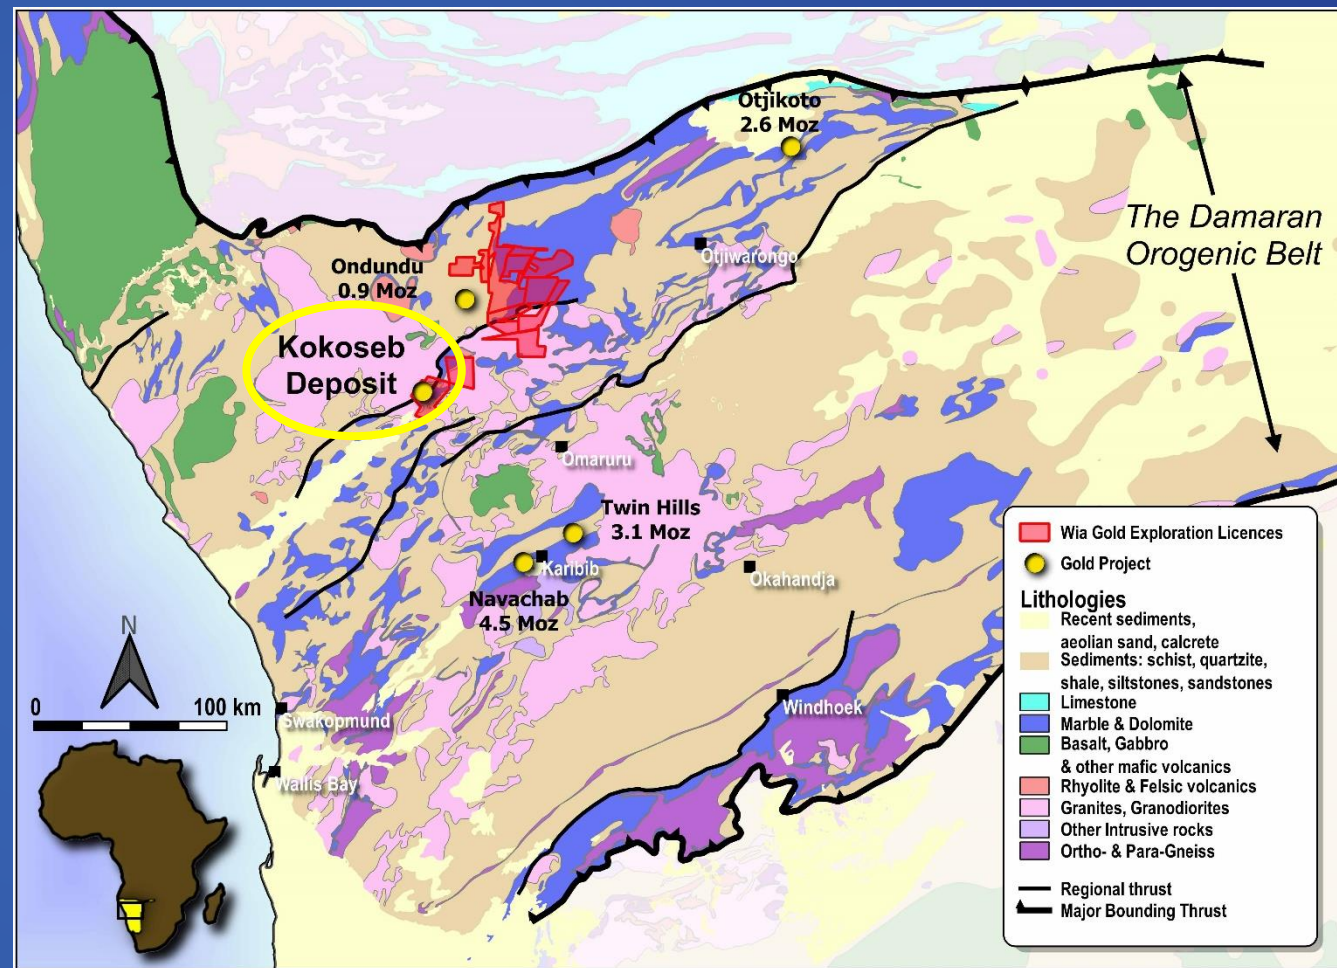 Otjikoto
2.6 Moz
The Damaran
Orogenic Belt
Otjiwarongo
Ondundu
0.9 Moz
Kokoseb
Deposit
Omaruru
Twin Hills
3.1 Moz
Karibib
Okahandja
Navachab
4.5 Moz
N
0 100 km
Swakopmund
Wallis Bay
Windhoek
Wia Gold Exploration Licences
Gold Project
Lithologies
Recent sediments,
aeolian sand, calcrete
Sediments: schist, quartzite,
shale, siltstones, sandstones
Limestone
Marble & Dolomite
Basalt, Gabbro
& other mafic volcanics
Rhyolite & Felsic volcanics
Granites, Granodiorites
Other Intrusive rocks
Ortho- & Para-Gneiss
Regional thrust
Major Bounding Thrust